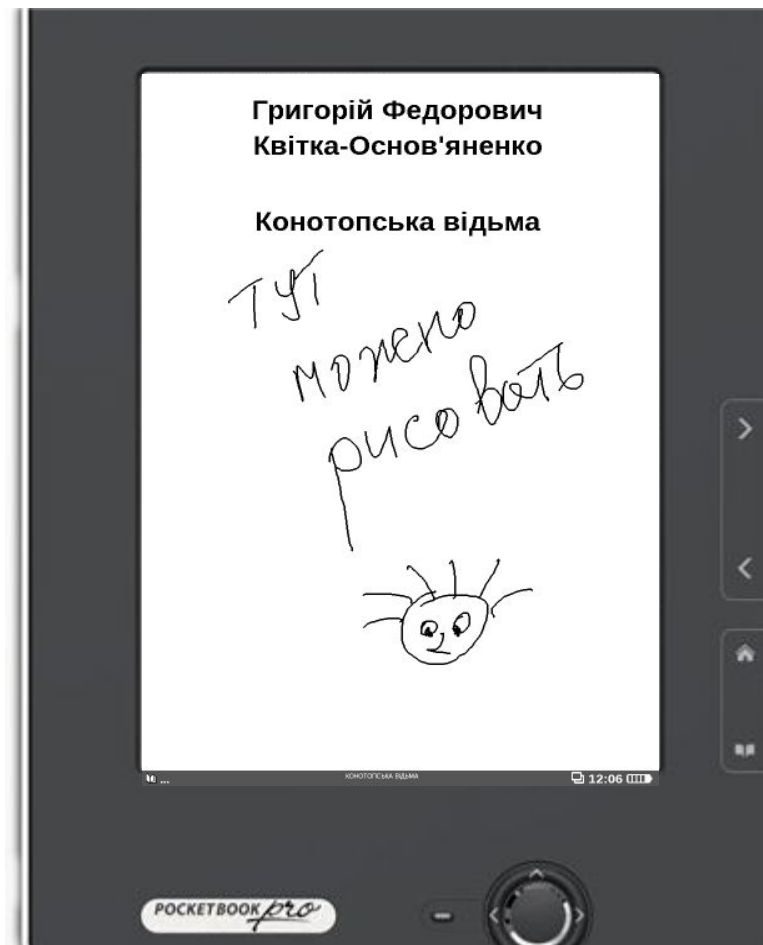 Григорій Федорович
Квітка-Основ'яненко
Конотопська відьма
тут
можно
рисовать
...
КОНОТОПСЬКА ВІДЬМА
12:06
POCKETBOOK pro